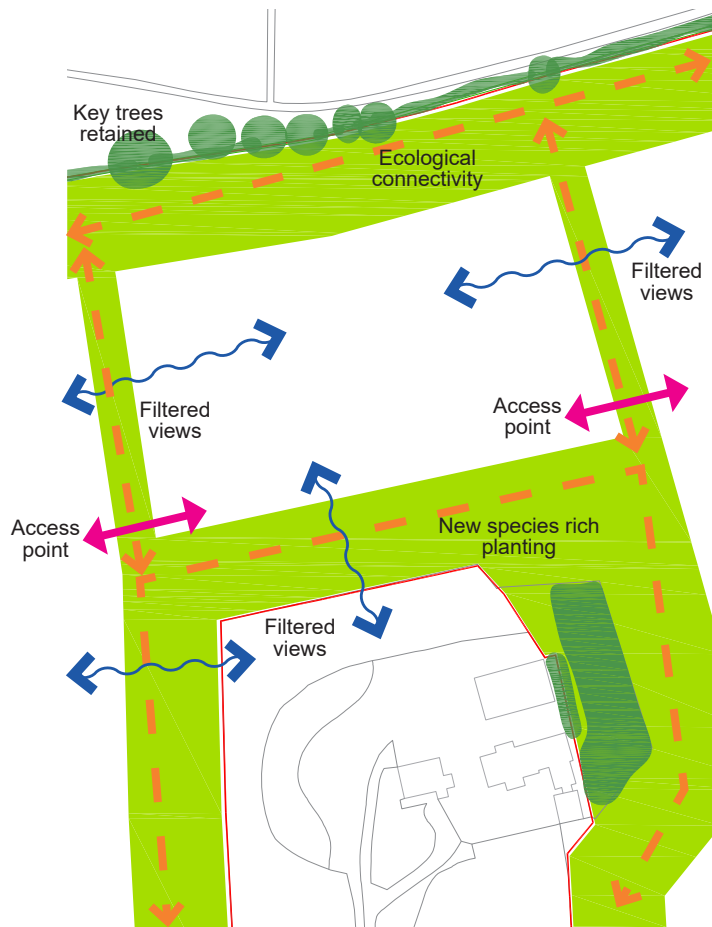 Key trees
retained
Ecological
connectivity
Filtered
views
Filtered
views
Access
point
Access
point
New species rich
planting
Filtered
views